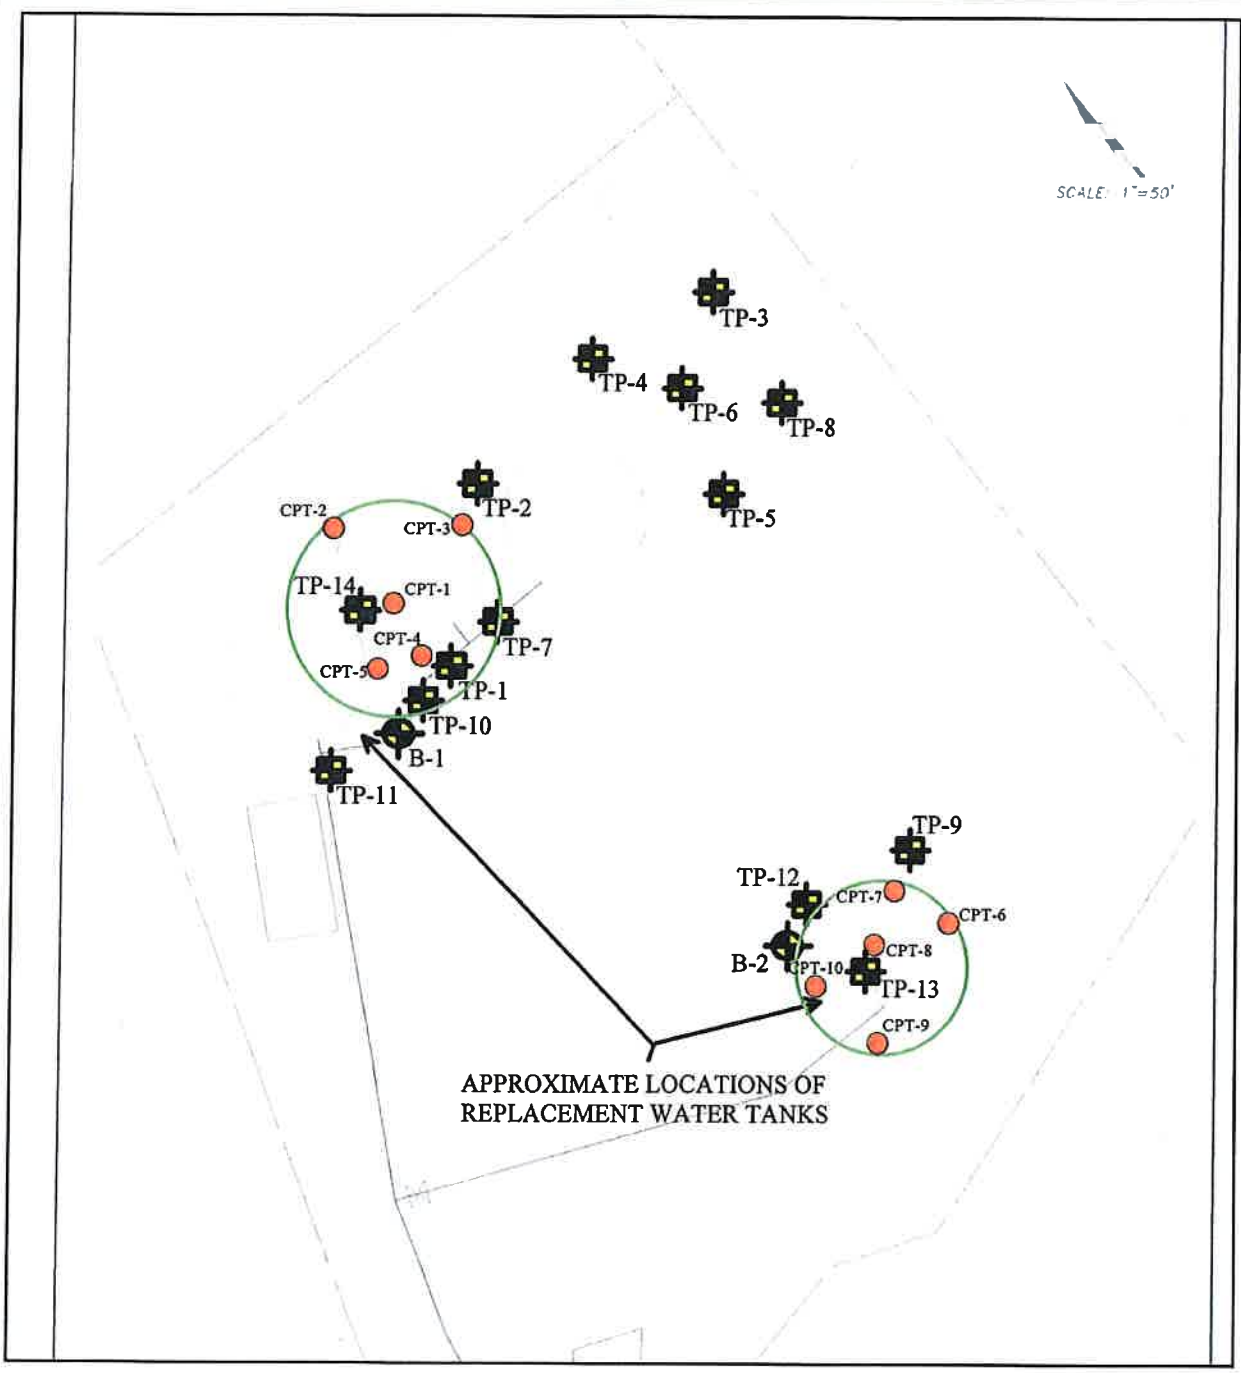 SCALE: 1"=50'
TP-3
TP-4
TP-6
TP-8
TP-2
TP-5
CPT-2
CPT-3
TP-14
CPT-1
CPT-4
TP-7
CPT-5
TP-1
TP-10
B-1
TP-11
TP-9
TP-12
CPT-7
CPT-6
B-2
CPT-8
CPT-10
TP-13
CPT-9
APPROXIMATE LOCATIONS OF
REPLACEMENT WATER TANKS